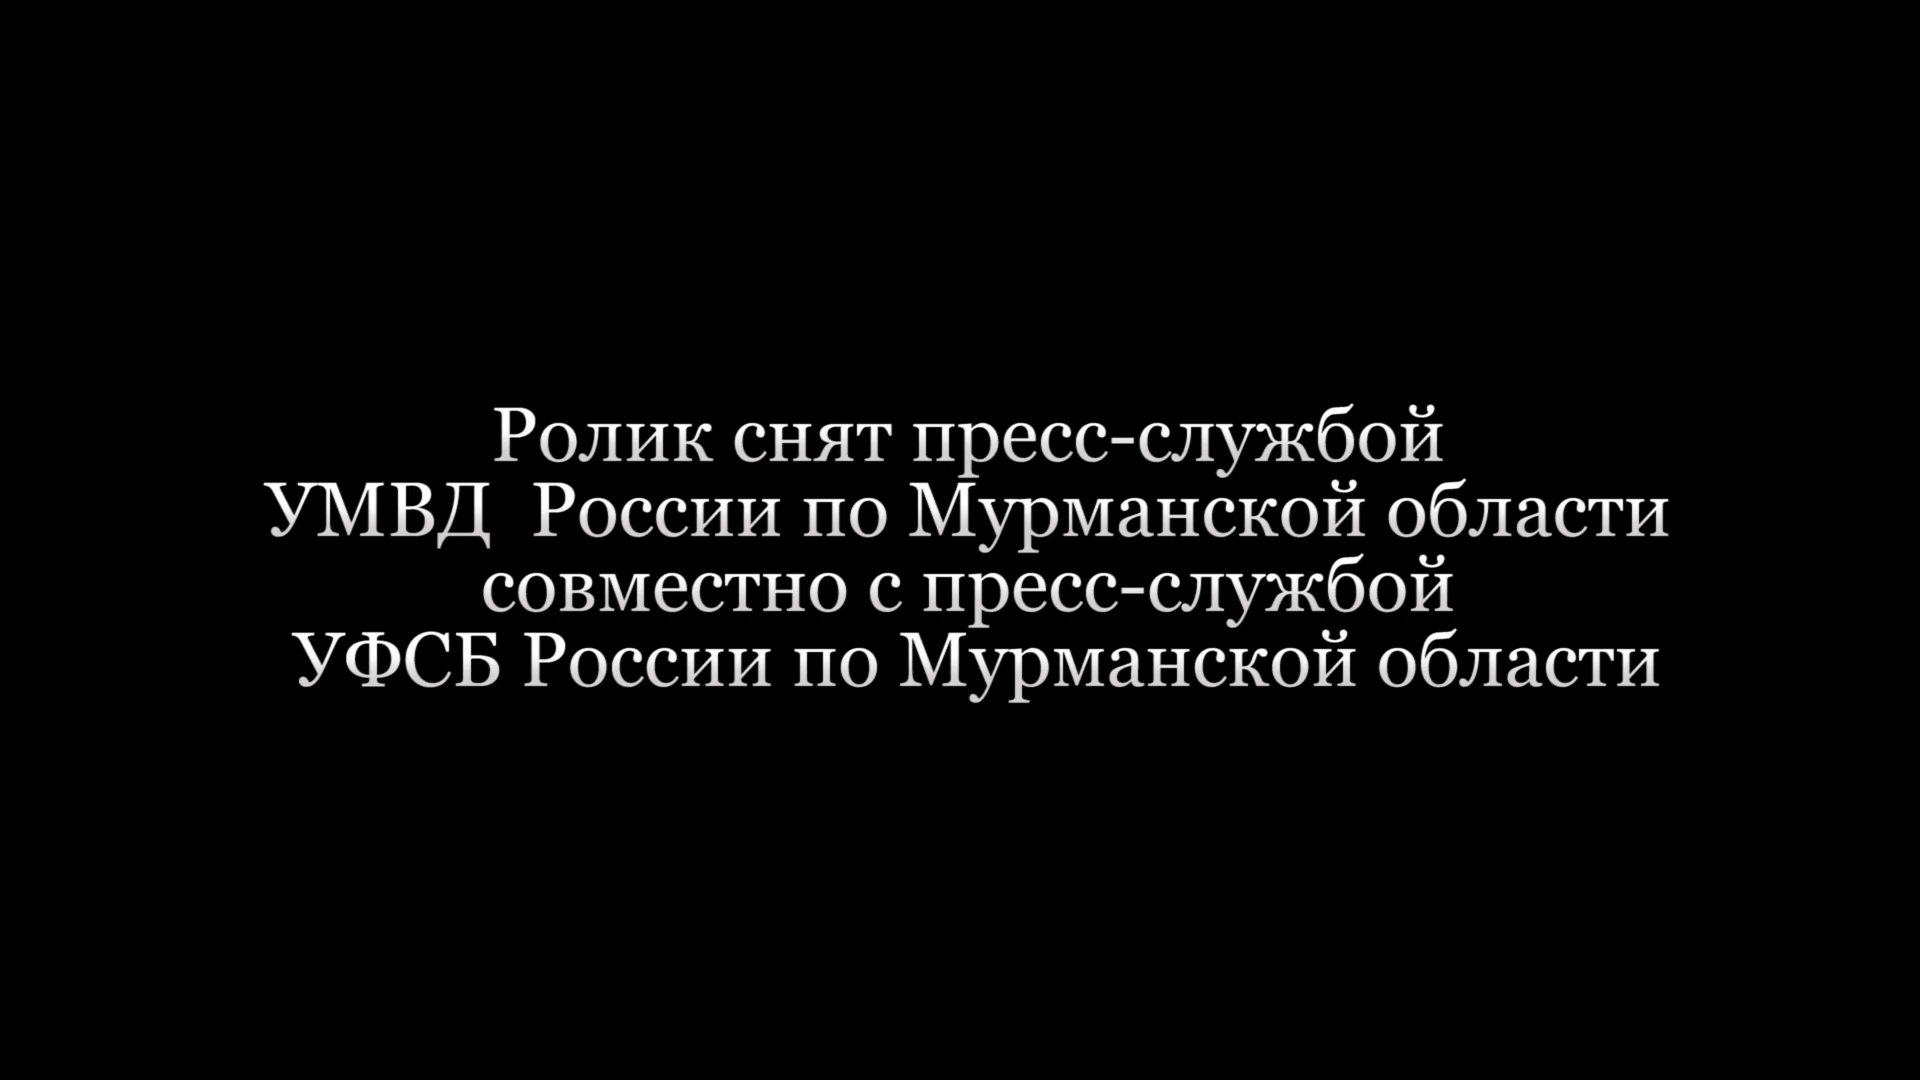 Ролик снят пресс-службой
УМВД  России по Мурманской области
совместно с пресс-службой
УФСБ России по Мурманской области